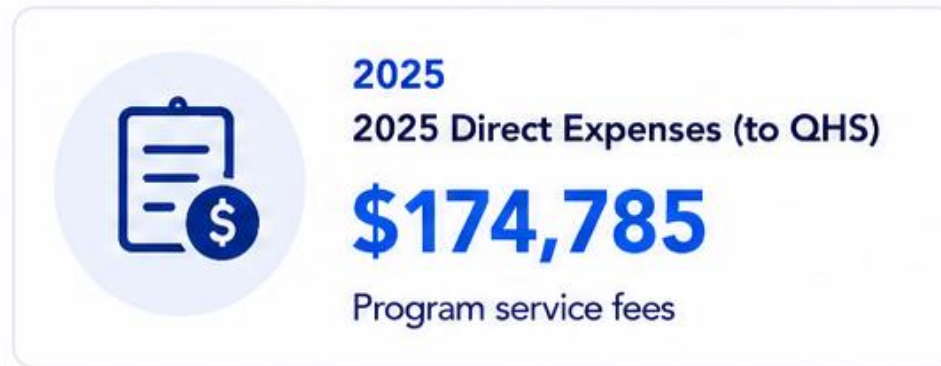 2025
2025 Direct Expenses (to QHS)
$174,785
Program service fees
$